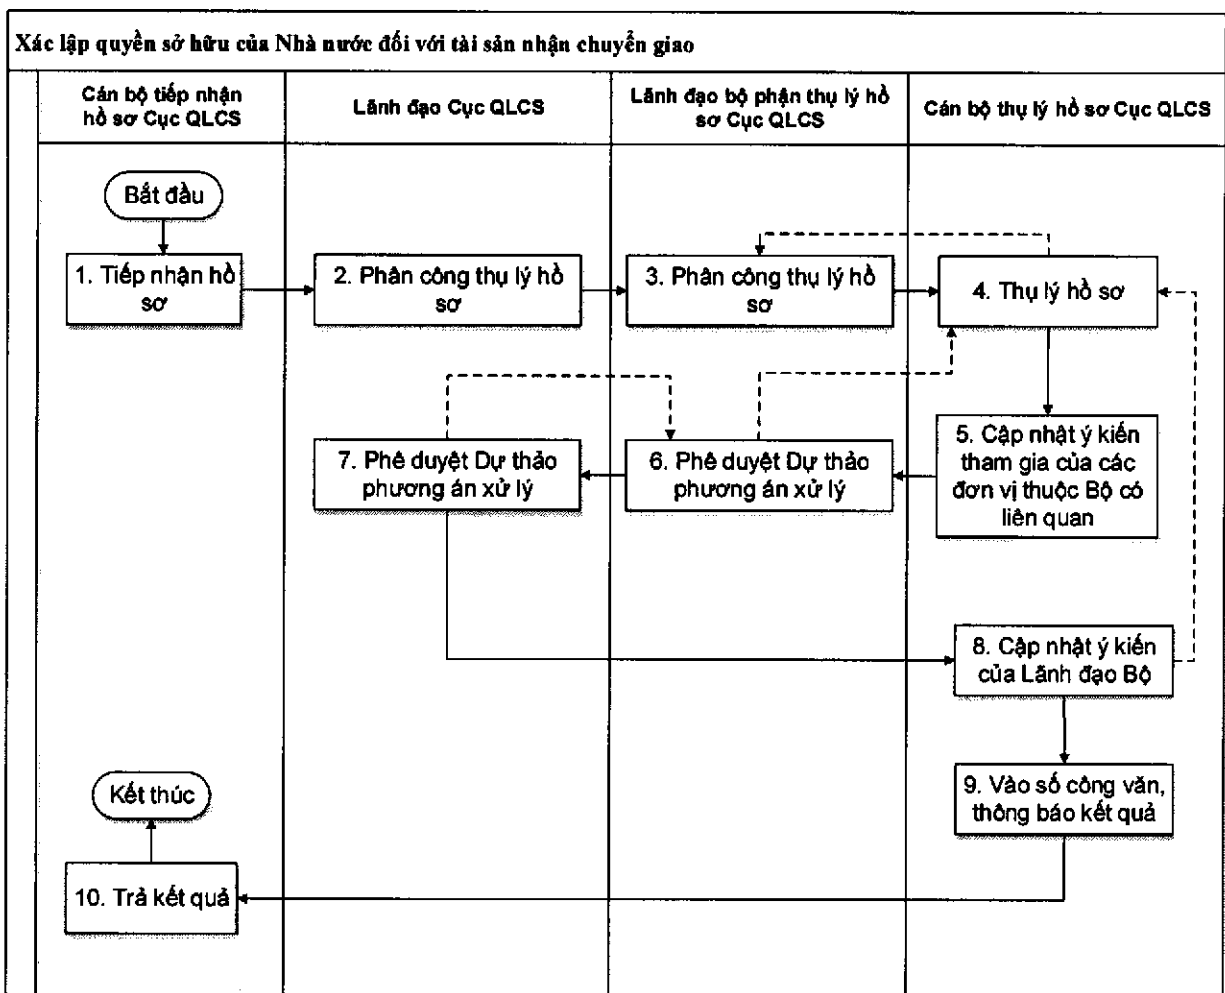 Xác lập quyền sở hữu của Nhà nước đối với tài sản nhận chuyển giao
Cán bộ tiếp nhận
hồ sơ Cục QLCS
Lãnh đạo Cục QLCS
Lãnh đạo bộ phận thụ lý hồ
sơ Cục QLCS
Cán bộ thụ lý hồ sơ Cục QLCS
Bắt đầu
1. Tiếp nhận hồ
sơ
2. Phân công thụ lý hồ
sơ
3. Phân công thụ lý hồ
sơ
4. Thụ lý hồ sơ
7. Phê duyệt Dự thảo
phương án xử lý
6. Phê duyệt Dự thảo
phương án xử lý
5. Cập nhật ý kiến
tham gia của các
đơn vị thuộc Bộ có
liên quan
8. Cập nhật ý kiến
của Lãnh đạo Bộ
Kết thúc
9. Vào số công văn,
thông báo kết quả
10. Trả kết quả